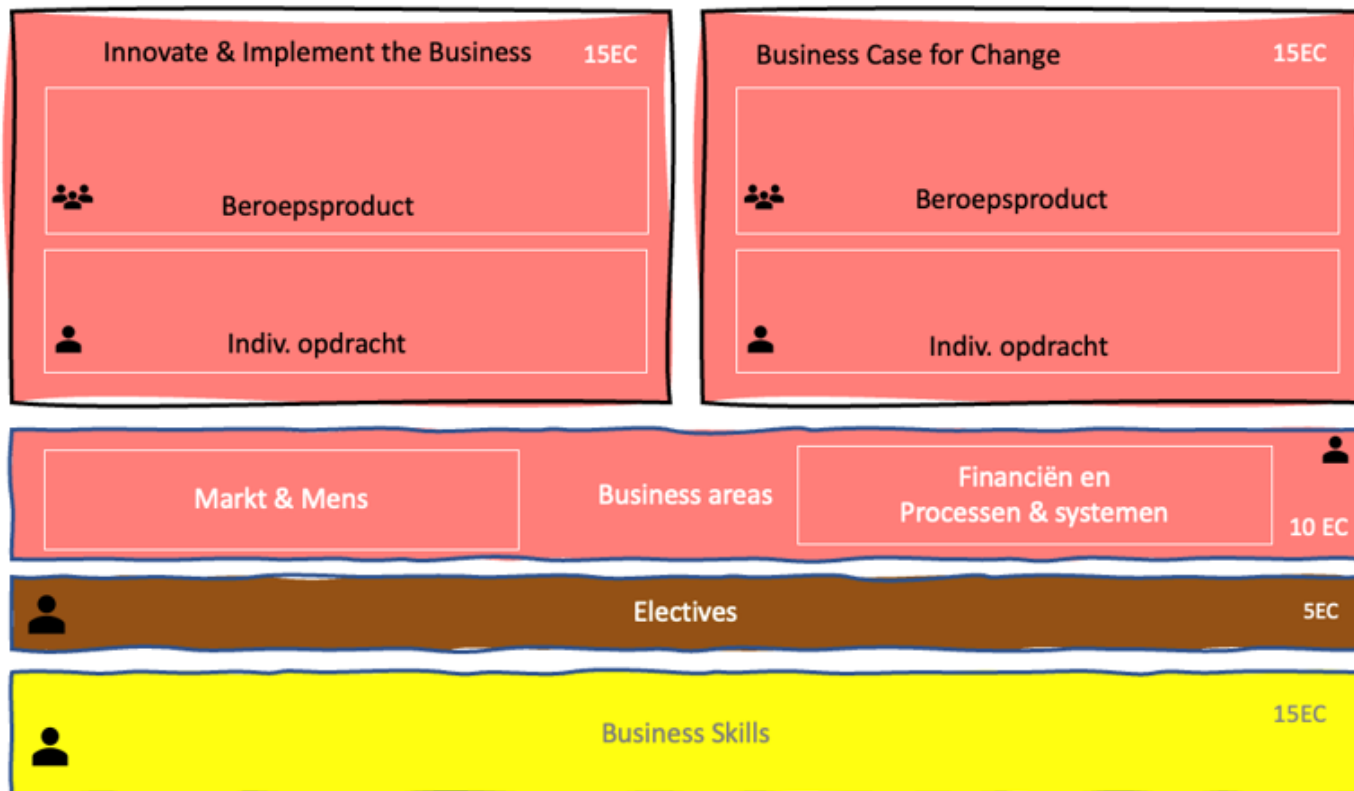 Innovate & Implement the Business 15EC
Beroepsproduct
Indiv. opdracht
Business Case for Change 15EC
Beroepsproduct
Indiv. opdracht
Markt & Mens
Business areas
Financiën en
Processen & systemen
10 EC
Electives 5EC
Business Skills 15EC